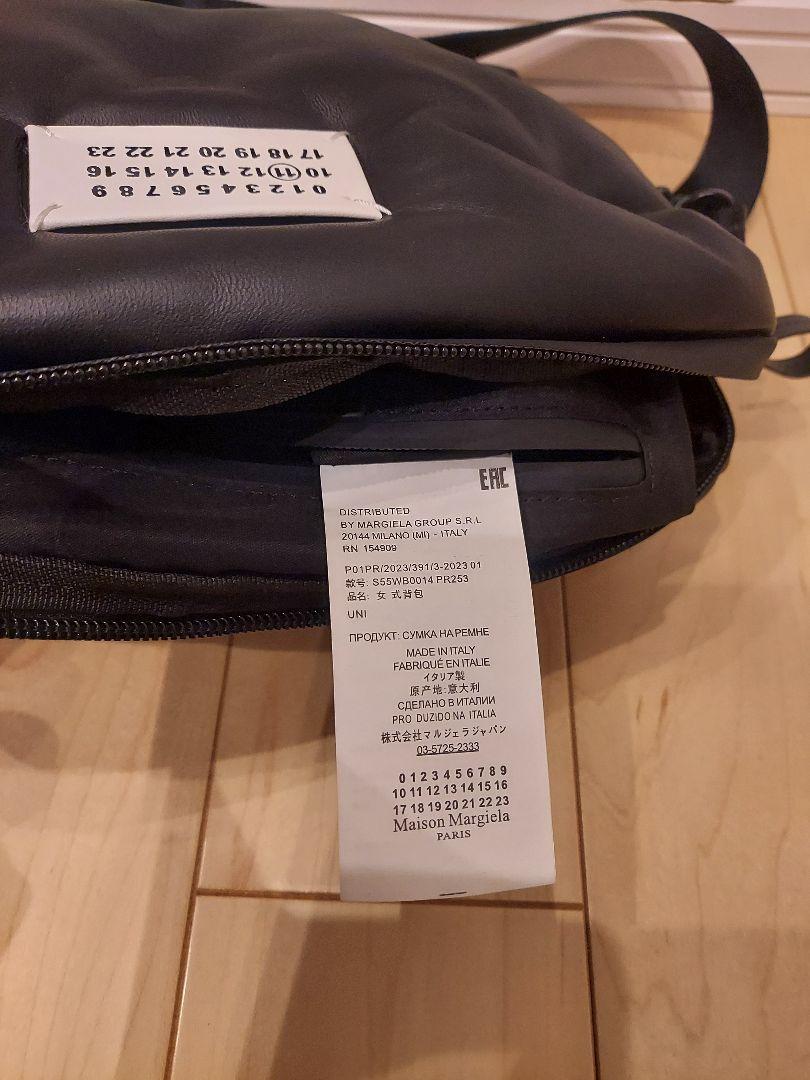 0 1 2 3 4 5 6 7 8 9
10 11 12 13 14 15 16
17 18 19 20 21 22 23
EAC
DISTRIBUTED
BY MARGIELA GROUP S.R.L
20144 MILANO (MI) - ITALY
RN 154909
P01PR/2023/391/3-2023 01
款号: S55WB0014 PR253
品名: 女 式背包
UNI
ПРОДУКТ: СУМКА НА РЕМНЕ
MADE IN ITALY
FABRIQUÉ EN ITALIE
イタリア製
原产地:意大利
СДЕЛАНО В ИТАЛИИ
PRO DUZIDO NA ITALIA
株式会社マルジェラジャパン
03-5725-2333
0 1 2 3 4 5 6 7 8 9
10 11 12 13 14 15 16
17 18 19 20 21 22 23
Maison Margiela
PARIS